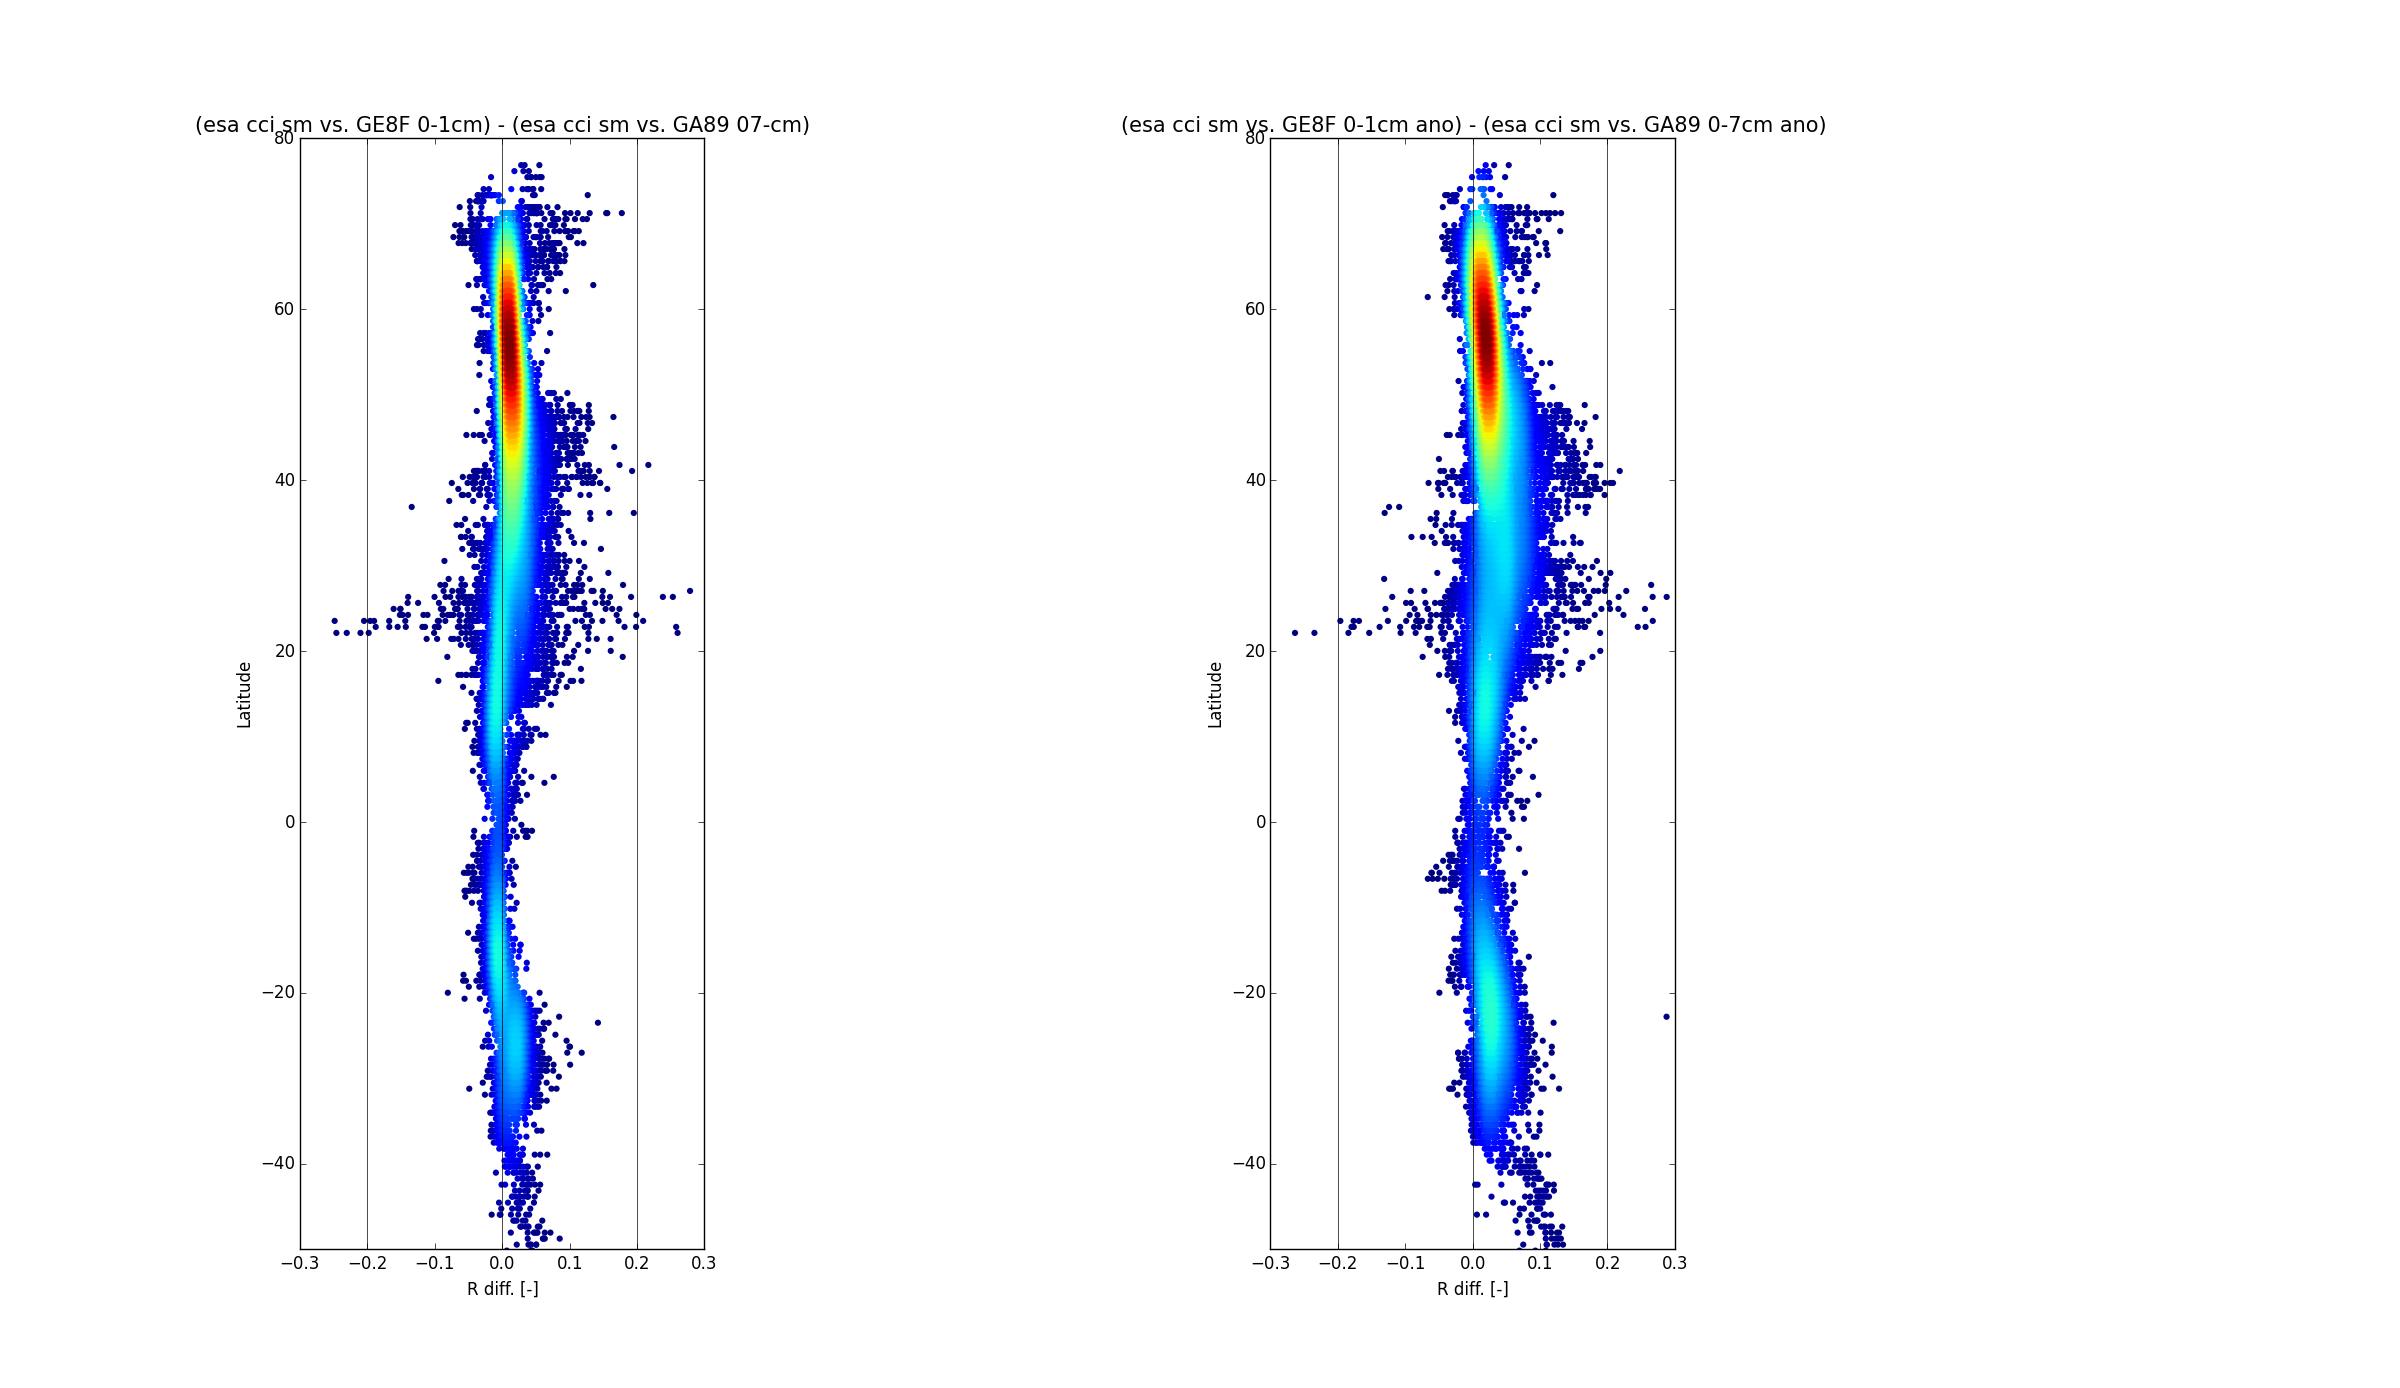 (esa cci sm vs. GE8F 0-1cm) - (esa cci sm vs. GA89 07-cm)
80
60
40
20
0
−20
−40
Latitude
−0.3 −0.2 −0.1 0.0 0.1 0.2 0.3
R diff. [-]
(esa cci sm vs. GE8F 0-1cm ano) - (esa cci sm vs. GA89 0-7cm ano)
80
60
40
20
0
−20
−40
Latitude
−0.3 −0.2 −0.1 0.0 0.1 0.2 0.3
R diff. [-]